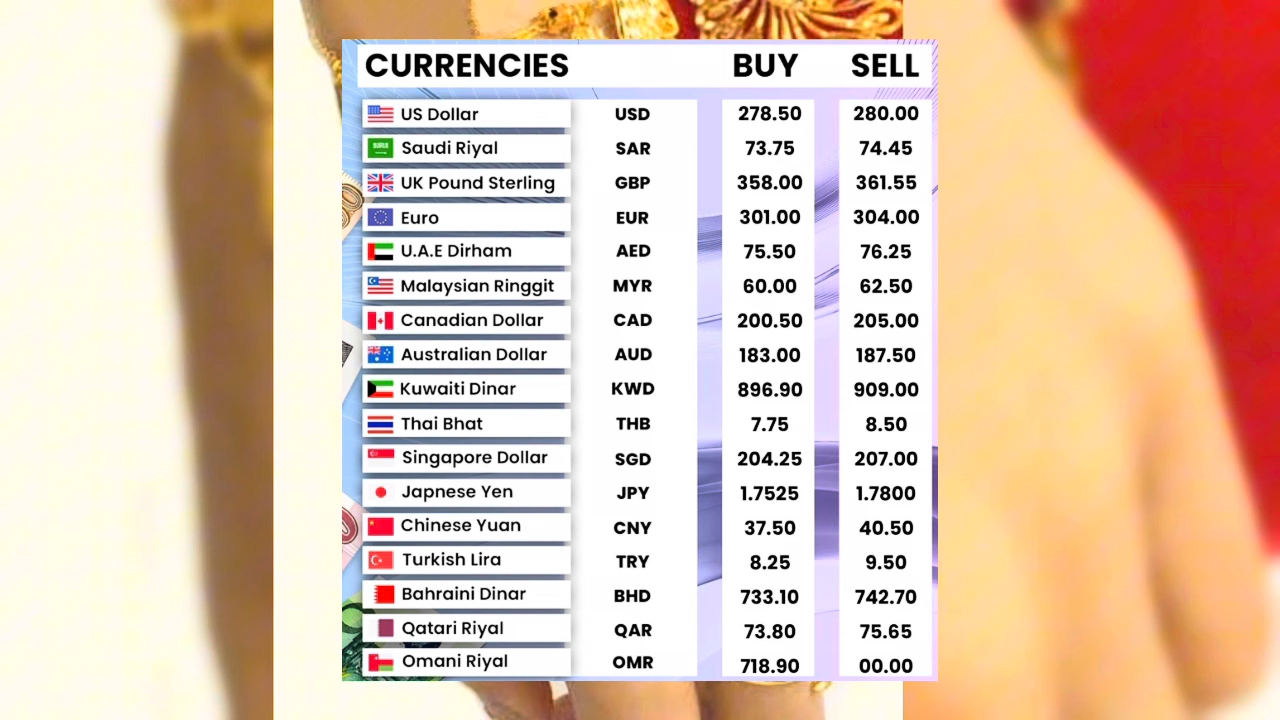 CURRENCIES BUY SELL
US Dollar USD 278.50 280.00
Saudi Riyal SAR 73.75 74.45
UK Pound Sterling GBP 358.00 361.55
Euro EUR 301.00 304.00
U.A.E Dirham AED 75.50 76.25
Malaysian Ringgit MYR 60.00 62.50
Canadian Dollar CAD 200.50 205.00
Australian Dollar AUD 183.00 187.50
Kuwaiti Dinar KWD 896.90 909.00
Thai Bhat THB 7.75 8.50
Singapore Dollar SGD 204.25 207.00
Japnese Yen JPY 1.7525 1.7800
Chinese Yuan CNY 37.50 40.50
Turkish Lira TRY 8.25 9.50
Bahraini Dinar BHD 733.10 742.70
Qatari Riyal QAR 73.80 75.65
Omani Riyal OMR 718.90 00.00